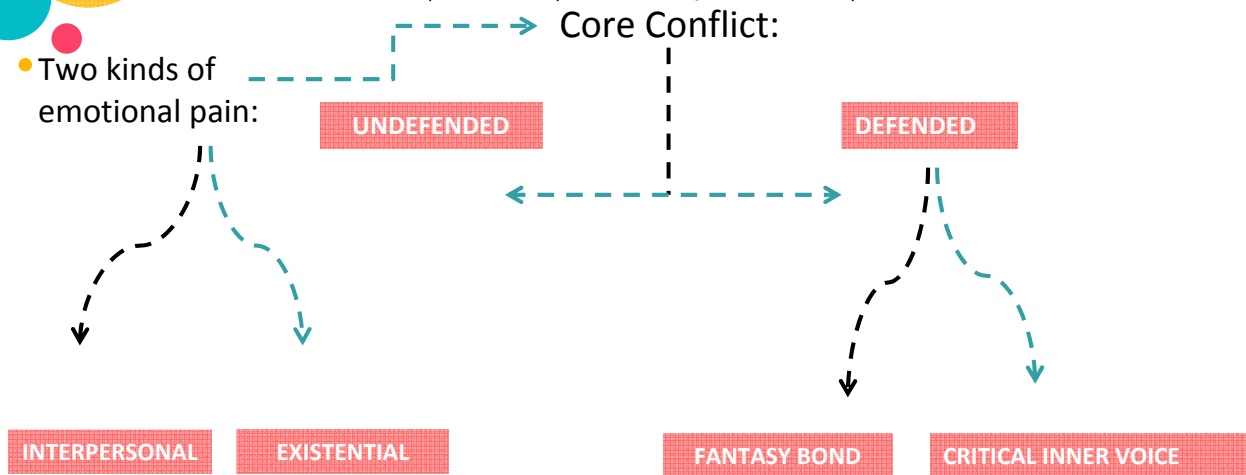 Core Conflict:
Two kinds of
emotional pain:
UNDEFENDED
DEFENDED
INTERPERSONAL
EXISTENTIAL
FANTASY BOND
CRITICAL INNER VOICE